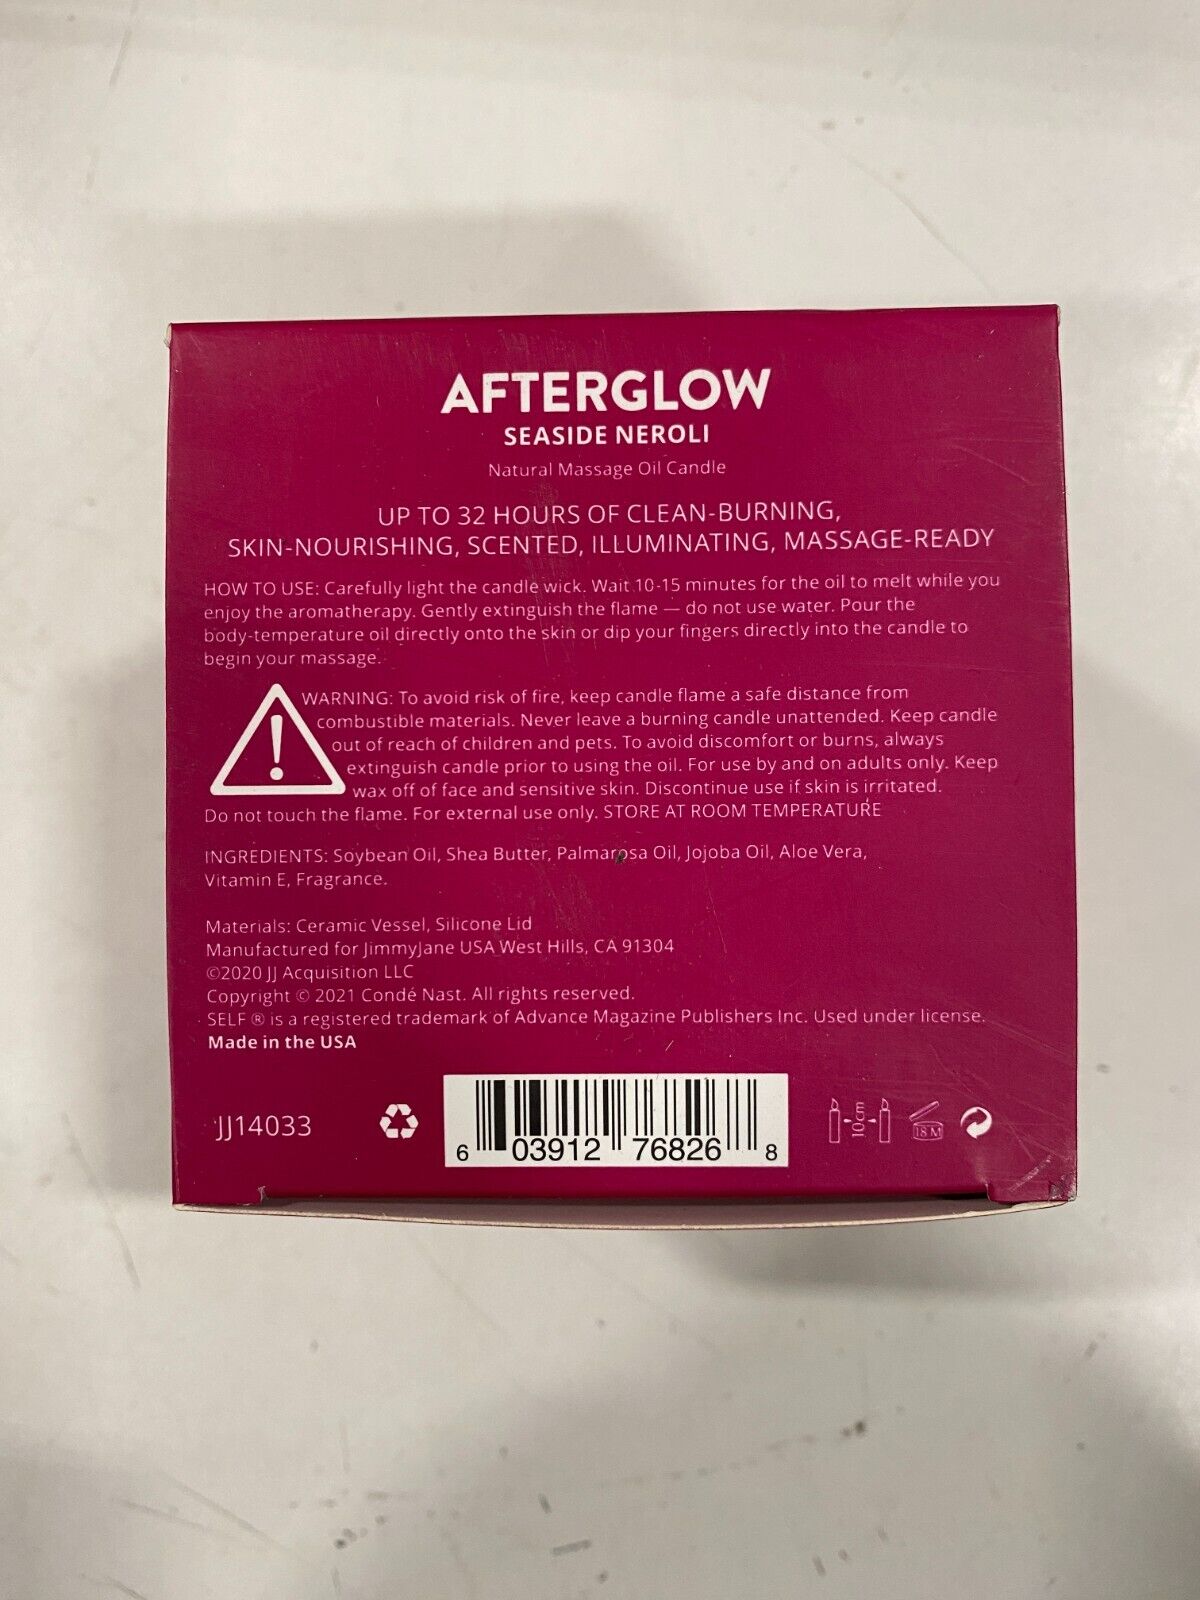 AFTERGLOW
SEASIDE NEROLI
Natural Massage Oil Candle
UP TO 32 HOURS OF CLEAN-BURNING,
SKIN-NOURISHING, SCENTED, ILLUMINATING, MASSAGE-READY
HOW TO USE: Carefully light the candle wick. Wait 10-15 minutes for the oil to melt while you
enjoy the aromatherapy. Gently extinguish the flame — do not use water. Pour the
body-temperature oil directly onto the skin or dip your fingers directly into the candle to
begin your massage.
WARNING: To avoid risk of fire, keep candle flame a safe distance from
combustible materials. Never leave a burning candle unattended. Keep candle
out of reach of children and pets. To avoid discomfort or burns, always
extinguish candle prior to using the oil. For use by and on adults only. Keep
wax off of face and sensitive skin. Discontinue use if skin is irritated.
Do not touch the flame. For external use only. STORE AT ROOM TEMPERATURE
INGREDIENTS: Soybean Oil, Shea Butter, Palmarosa Oil, Jojoba Oil, Aloe Vera,
Vitamin E, Fragrance.
Materials: Ceramic Vessel, Silicone Lid
Manufactured for JimmyJane USA West Hills, CA 91304
©2020 JJ Acquisition LLC
Copyright © 2021 Condé Nast. All rights reserved.
SELF ® is a registered trademark of Advance Magazine Publishers Inc. Used under license.
Made in the USA
JJ14033
6 03912 76826 8
10cm
18 M